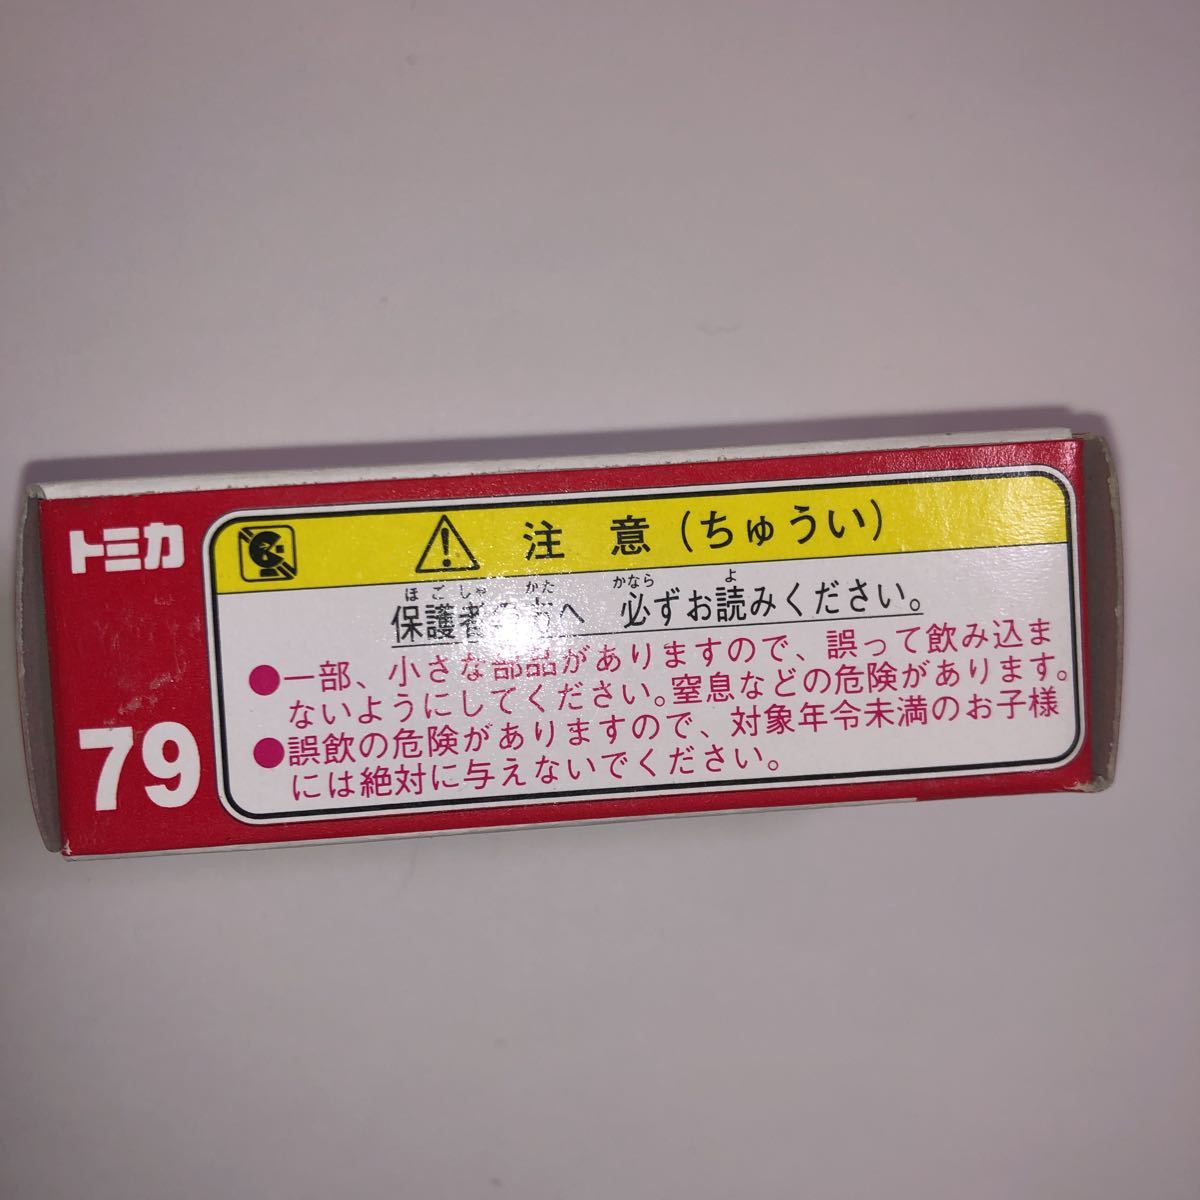 トミカ
79
注意(ちゅうい)
ほごしゃ かた かなら よ
保護者の方へ 必ずお読みください。
●一部、小さな部品がありますので、誤って飲み込ま
ないようにしてください。窒息などの危険があります。
●誤飲の危険がありますので、対象年令未満のお子様
には絶対に与えないでください。